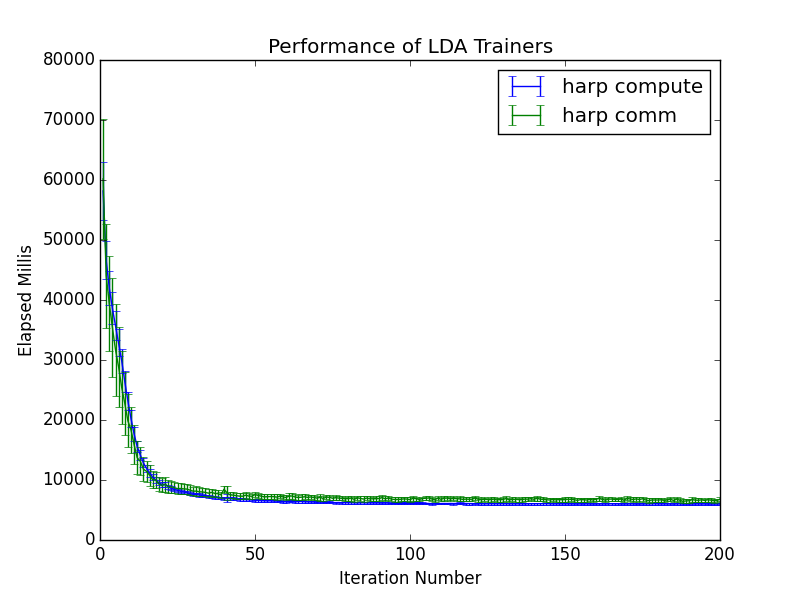 Performance of LDA Trainers
80000
70000
60000
50000
40000
30000
20000
10000
0
Elapsed Millis
harp compute
harp comm
0 50 100 150 200
Iteration Number